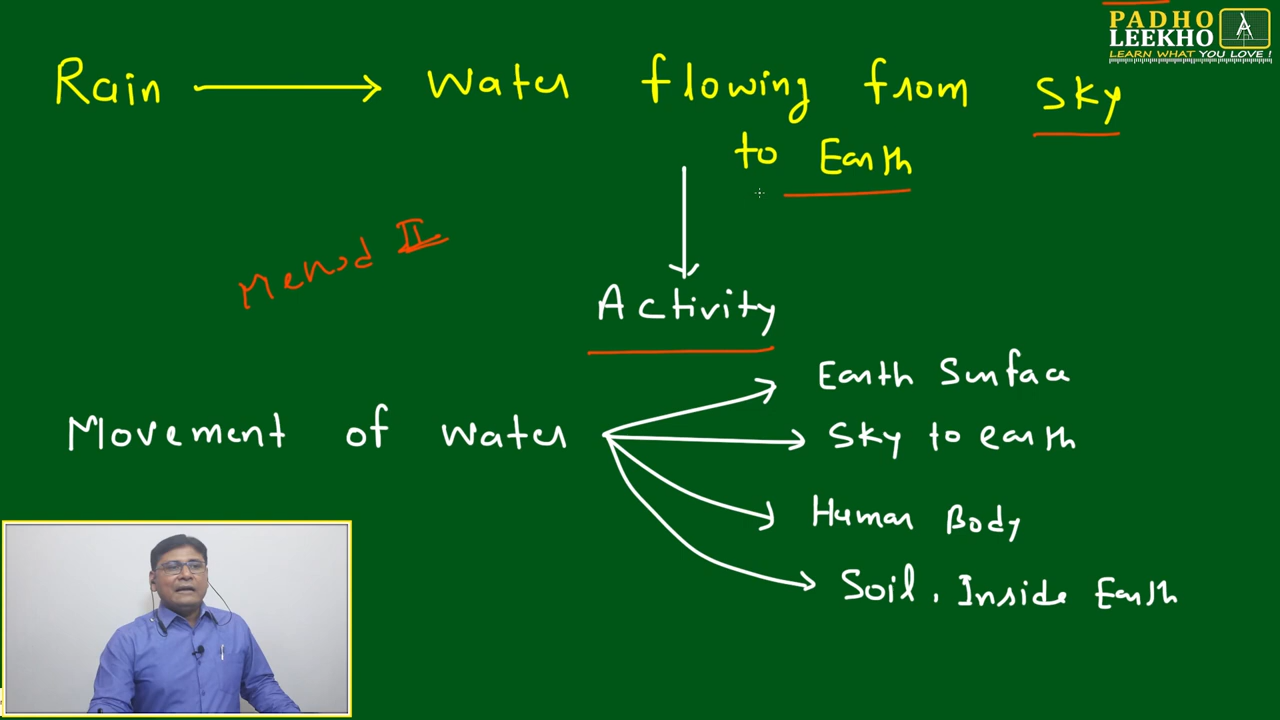 PADHO
LEEKHO
LEARN WHAT YOU LOVE !
Rain → Water flowing from Sky
to Earth
Method II
Activity
Movement of water
Earth Surface
Sky to earth
Human Body
Soil, Inside Earth